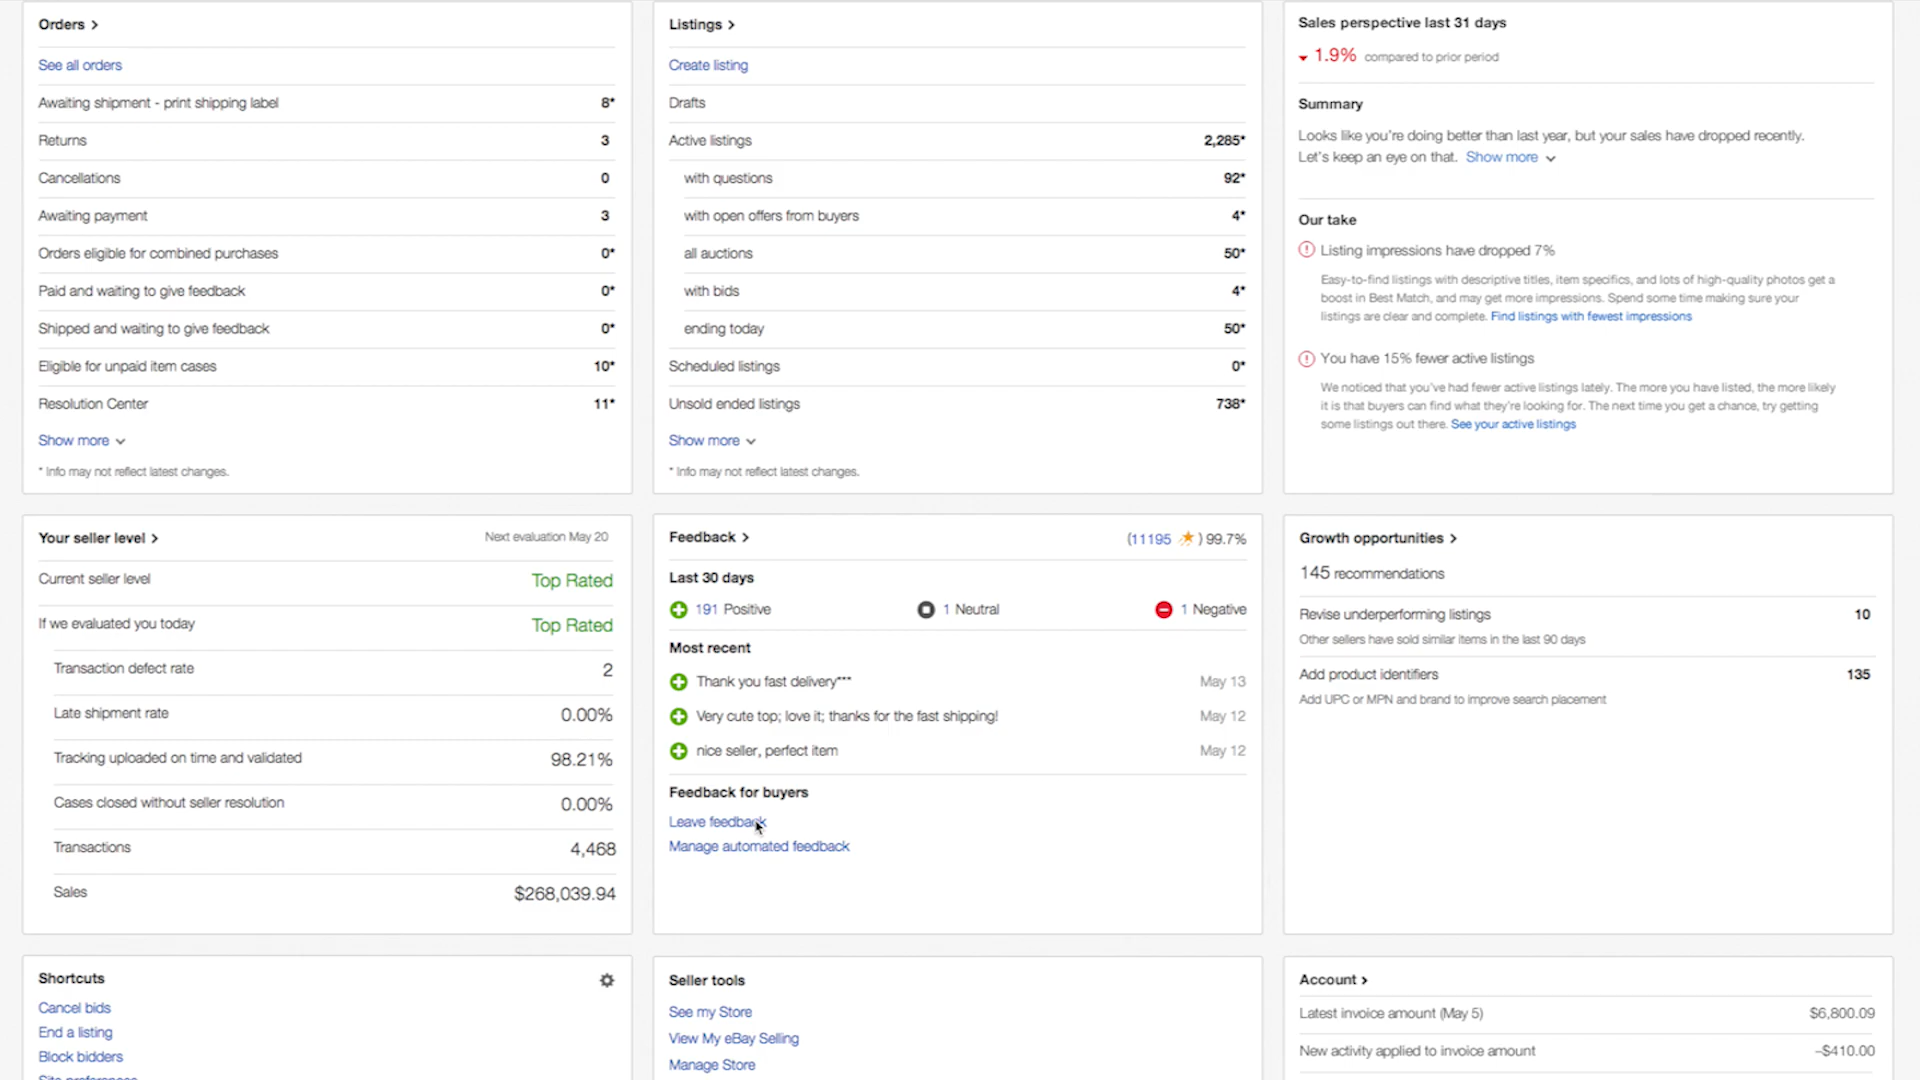 Orders >
See all orders
Awaiting shipment - print shipping label 8*
Returns 3
Cancellations 0
Awaiting payment 3
Orders eligible for combined purchases 0*
Paid and waiting to give feedback 0*
Shipped and waiting to give feedback 0*
Eligible for unpaid item cases 10*
Resolution Center 11*
Show more
* Info may not reflect latest changes.
Listings >
Create listing
Drafts
Active listings 2,285*
with questions 92*
with open offers from buyers 4*
all auctions 50*
with bids 4*
ending today 50*
Scheduled listings 0*
Unsold ended listings 738*
Show more
* Info may not reflect latest changes.
Sales perspective last 31 days
1.9% compared to prior period
Summary
Looks like you're doing better than last year, but your sales have dropped recently.
Let's keep an eye on that. Show more
Our take
Listing impressions have dropped 7%
Easy-to-find listings with descriptive titles, item specifics, and lots of high-quality photos get a
boost in Best Match, and may get more impressions. Spend some time making sure your
listings are clear and complete. Find listings with fewest impressions
You have 15% fewer active listings
We noticed that you've had fewer active listings lately. The more you have listed, the more likely
it is that buyers can find what they're looking for. The next time you get a chance, try getting
some listings out there. See your active listings
Your seller level > Next evaluation May 20
Current seller level Top Rated
If we evaluated you today Top Rated
Transaction defect rate 2
Late shipment rate 0.00%
Tracking uploaded on time and validated 98.21%
Cases closed without seller resolution 0.00%
Transactions 4,468
Sales $268,039.94
Feedback > (11195 ) 99.7%
Last 30 days
191 Positive 1 Neutral 1 Negative
Most recent
Thank you fast delivery*** May 13
Very cute top; love it; thanks for the fast shipping! May 12
nice seller, perfect item May 12
Feedback for buyers
Leave feedback
Manage automated feedback
Growth opportunities >
145 recommendations
Revise underperforming listings 10
Other sellers have sold similar items in the last 90 days
Add product identifiers 135
Add UPC or MPN and brand to improve search placement
Shortcuts
Cancel bids
End a listing
Block bidders
Site preferences
Seller tools
See my Store
View My eBay Selling
Manage Store
Account >
Latest invoice amount (May 5) $6,800.09
New activity applied to invoice amount –$410.00